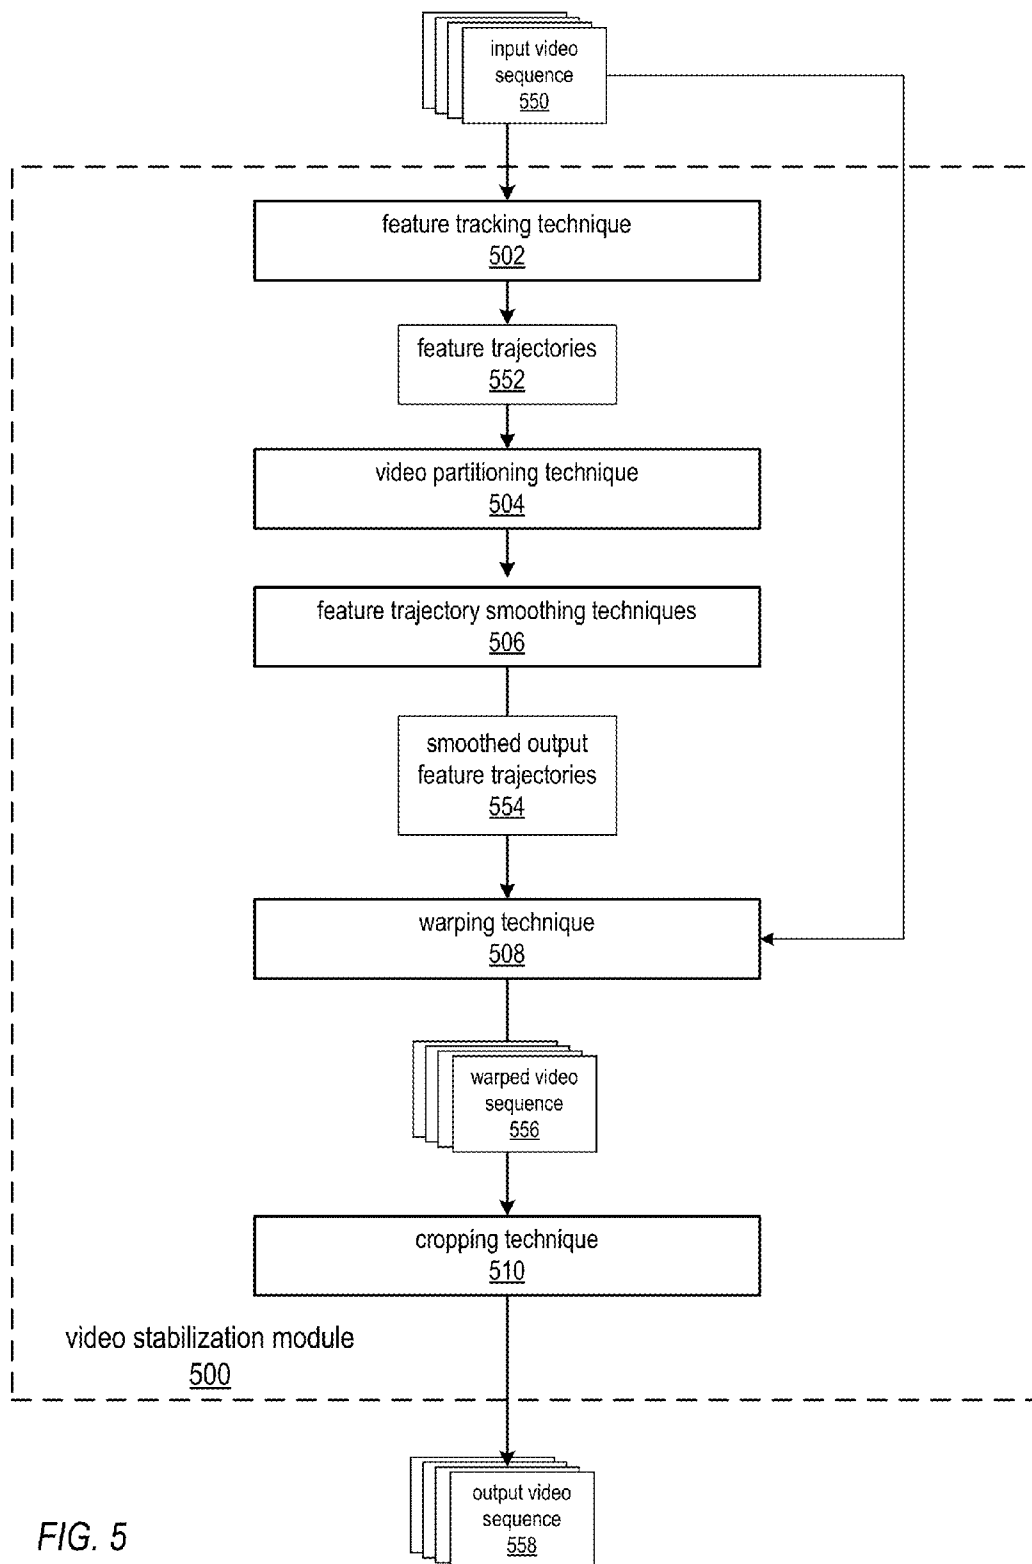 input video
sequence
550
feature tracking technique
502
feature trajectories
552
video partitioning technique
504
feature trajectory smoothing techniques
506
smoothed output
feature trajectories
554
warping technique
508
warped video
sequence
556
cropping technique
510
video stabilization module
500
output video
sequence
558
FIG. 5